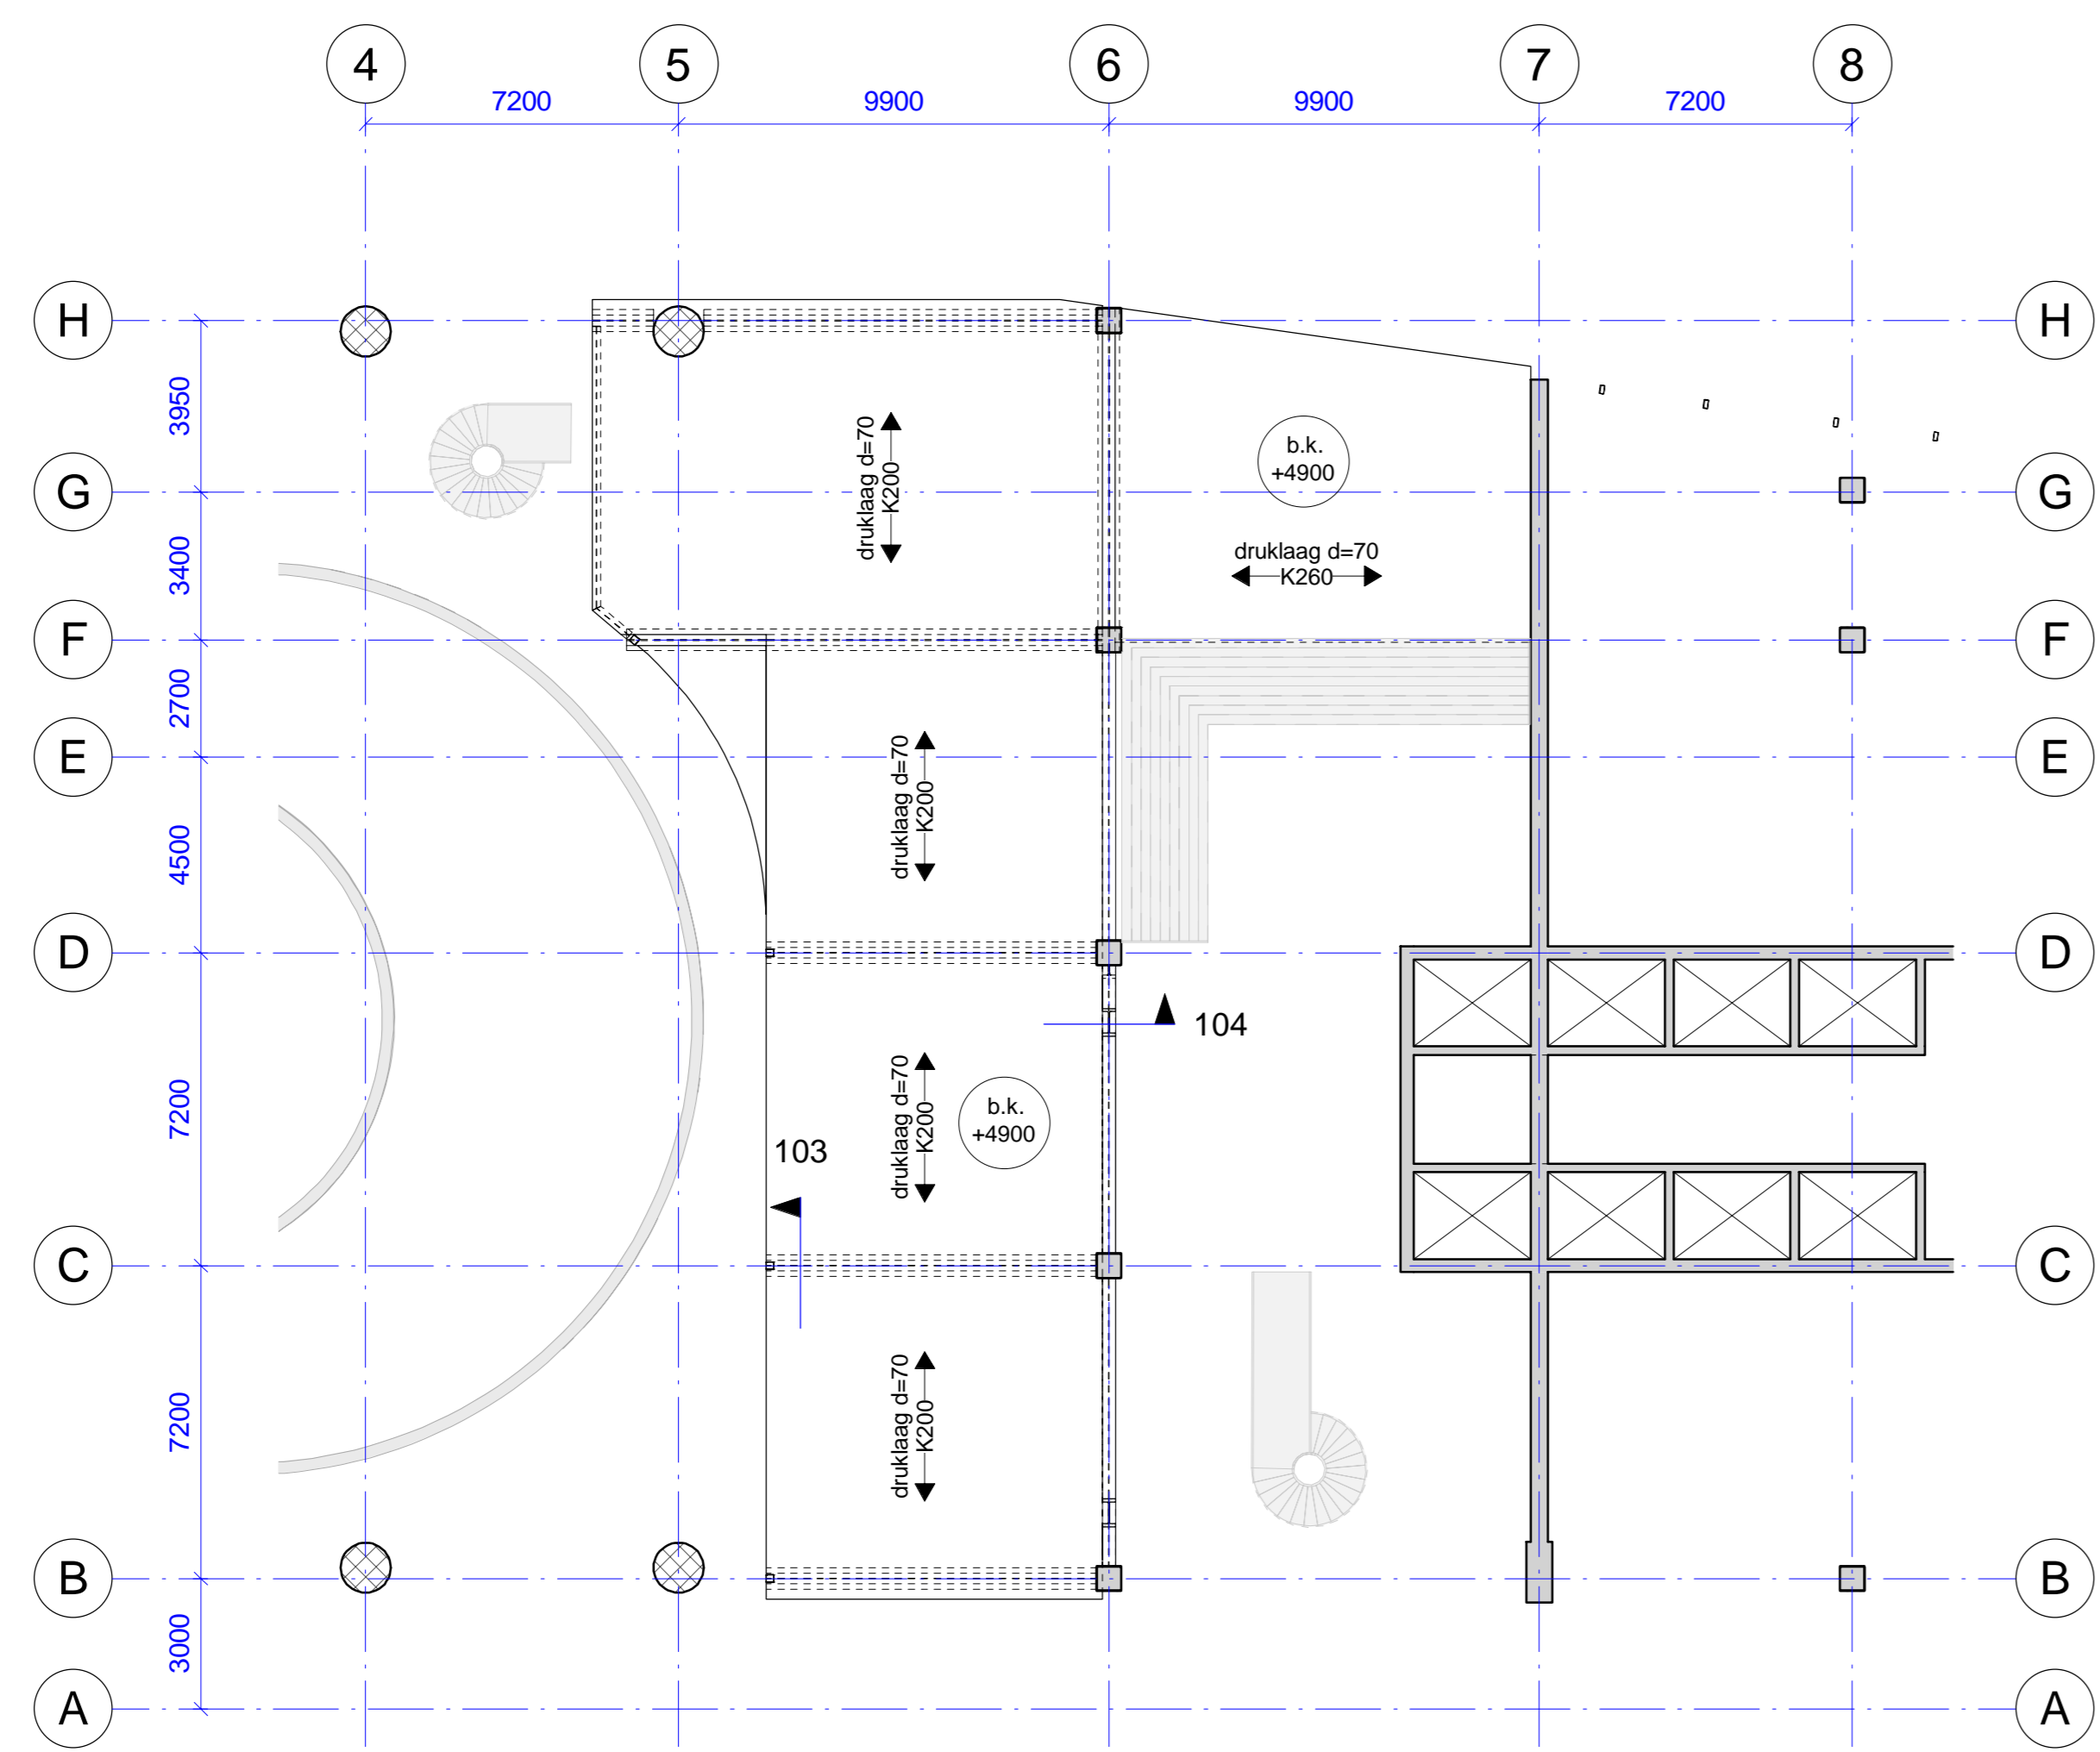 4 5 6 7 8
7200 9900 9900 7200
H H
3950
druklaag d=70
K200
b.k.
+4900
G G
3400
druklaag d=70
K260
F F
2700
E E
druklaag d=70
K200
4500
D D
104
druklaag d=70
K200
b.k.
+4900
7200
103
C C
druklaag d=70
K200
7200
B B
3000
A A